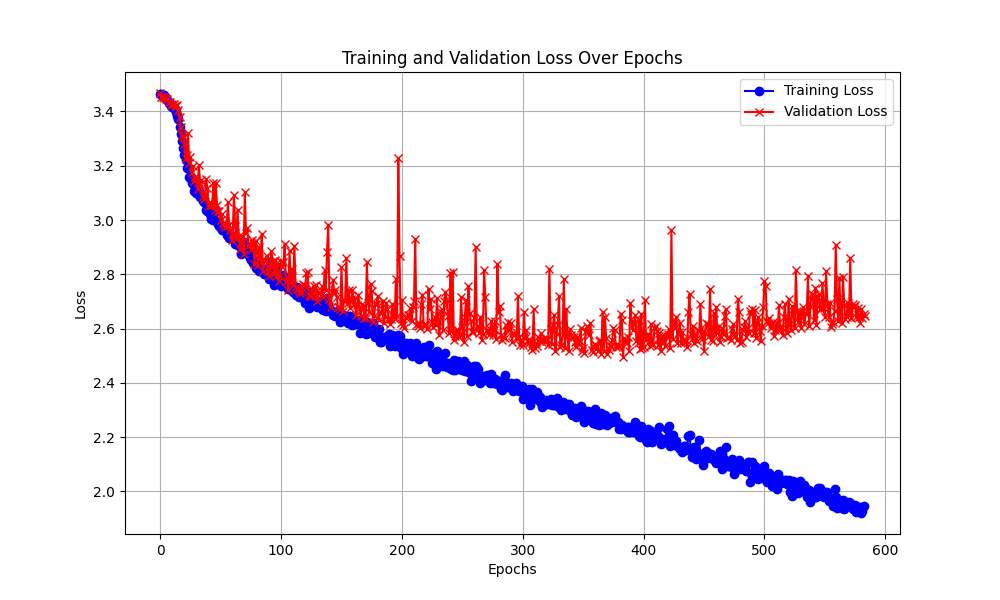 Training and Validation Loss Over Epochs
Training Loss
Validation Loss
3.4
3.2
3.0
2.8
2.6
2.4
2.2
2.0
Loss
0 100 200 300 400 500 600
Epochs